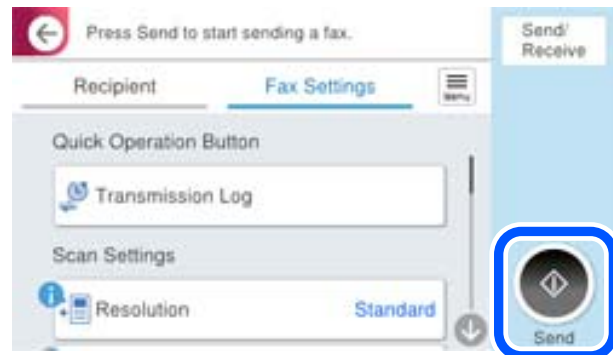 Press Send to start sending a fax.
Send/
Receive
Recipient
Fax Settings
Menu
Quick Operation Button
Transmission Log
Scan Settings
Resolution
Standard
Send